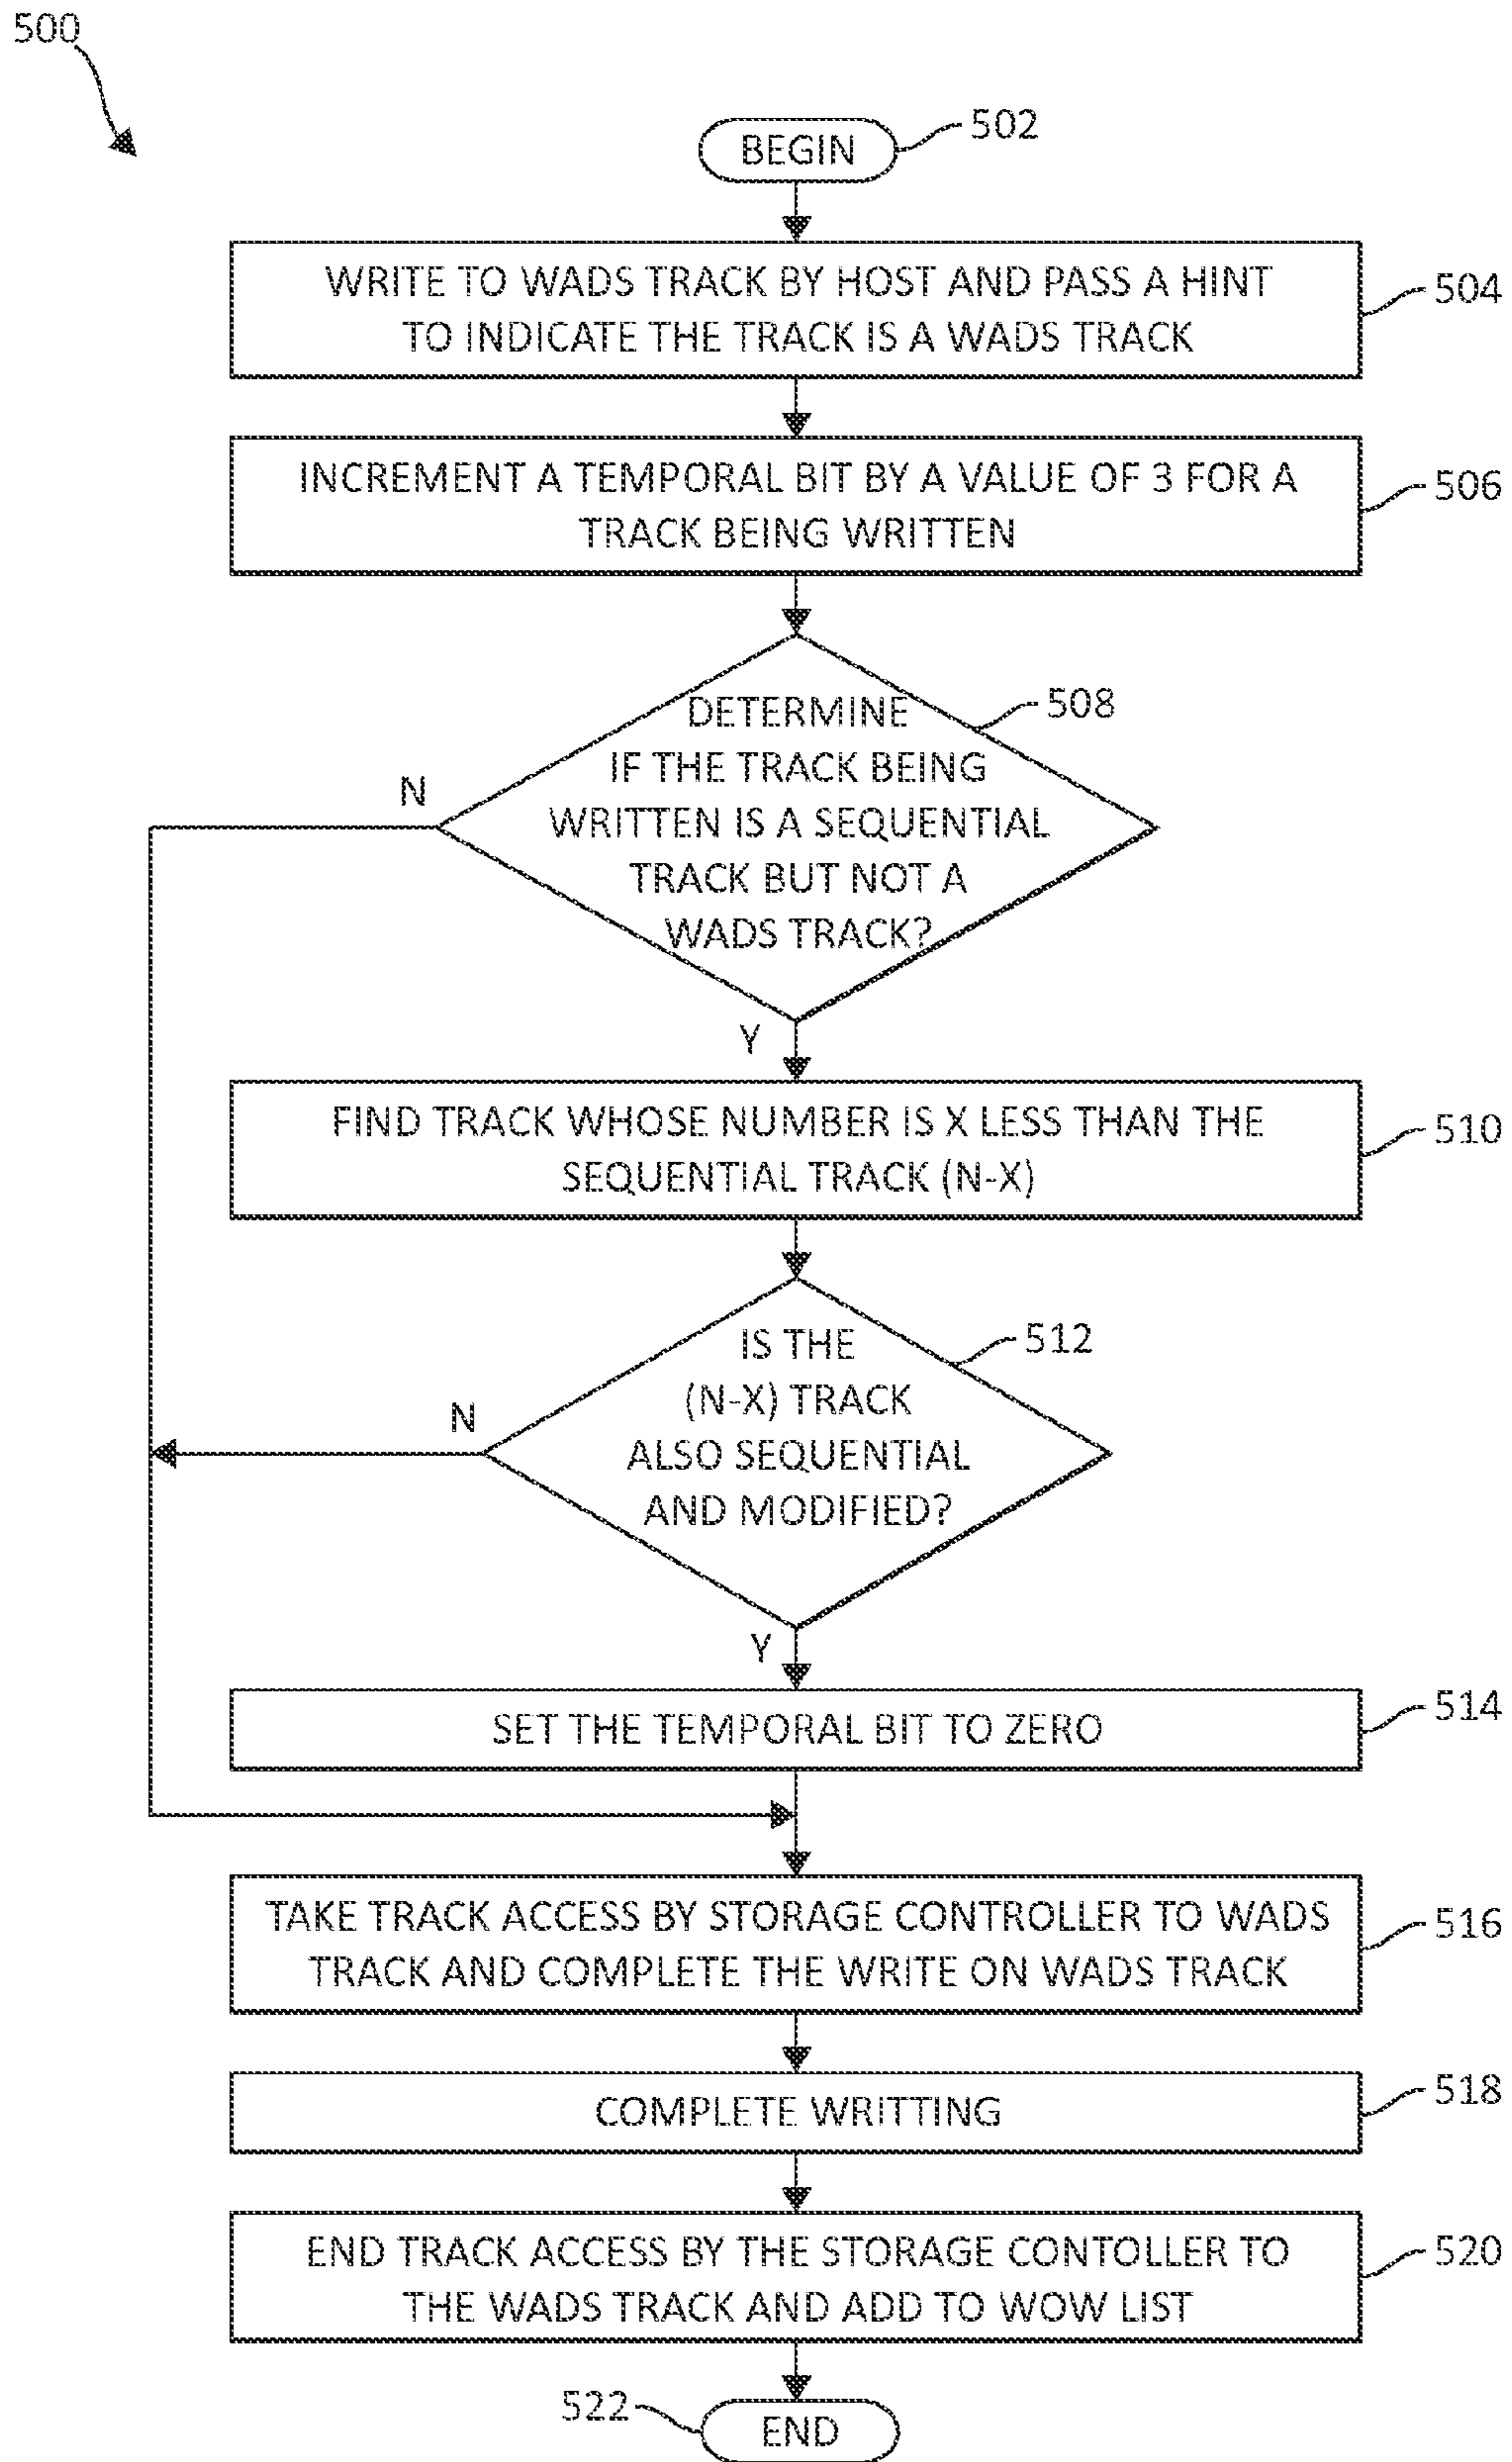 500
BEGIN
502
WRITE TO WADS TRACK BY HOST AND PASS A HINT
TO INDICATE THE TRACK IS A WADS TRACK
504
INCREMENT A TEMPORAL BIT BY A VALUE OF 3 FOR A
TRACK BEING WRITTEN
506
DETERMINE
IF THE TRACK BEING
WRITTEN IS A SEQUENTIAL
TRACK BUT NOT A
WADS TRACK?
508
N
Y
FIND TRACK WHOSE NUMBER IS X LESS THAN THE
SEQUENTIAL TRACK (N-X)
510
IS THE
(N-X) TRACK
ALSO SEQUENTIAL
AND MODIFIED?
512
N
Y
SET THE TEMPORAL BIT TO ZERO
514
TAKE TRACK ACCESS BY STORAGE CONTROLLER TO WADS
TRACK AND COMPLETE THE WRITE ON WADS TRACK
516
COMPLETE WRITTING
518
END TRACK ACCESS BY THE STORAGE CONTOLLER TO
THE WADS TRACK AND ADD TO WOW LIST
520
522
END